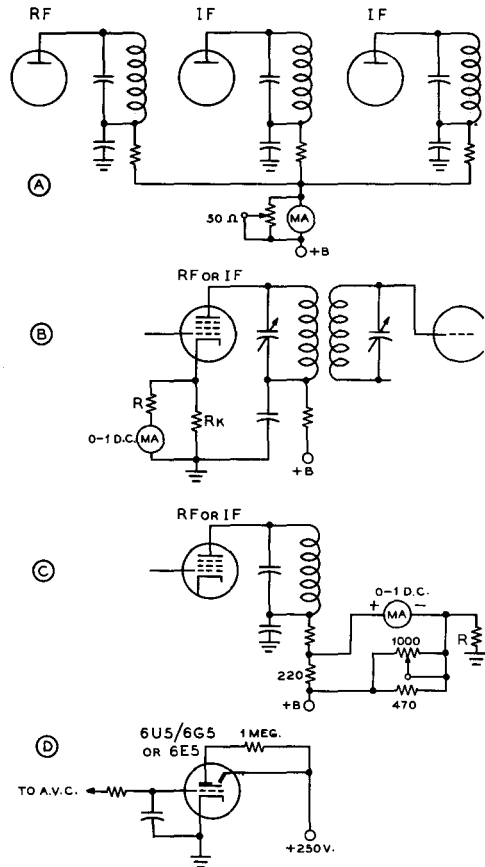 RF IF IF
A
50 Ω
MA
+B
RF OR IF
B
R
RK
0-1 D.C. MA
+B
RF OR IF
C
0-1 D.C.
+ MA -
1000
R
220
+B
470
D
6U5/6G5
OR 6E5
1 MEG.
TO A.V.C.
+250V.